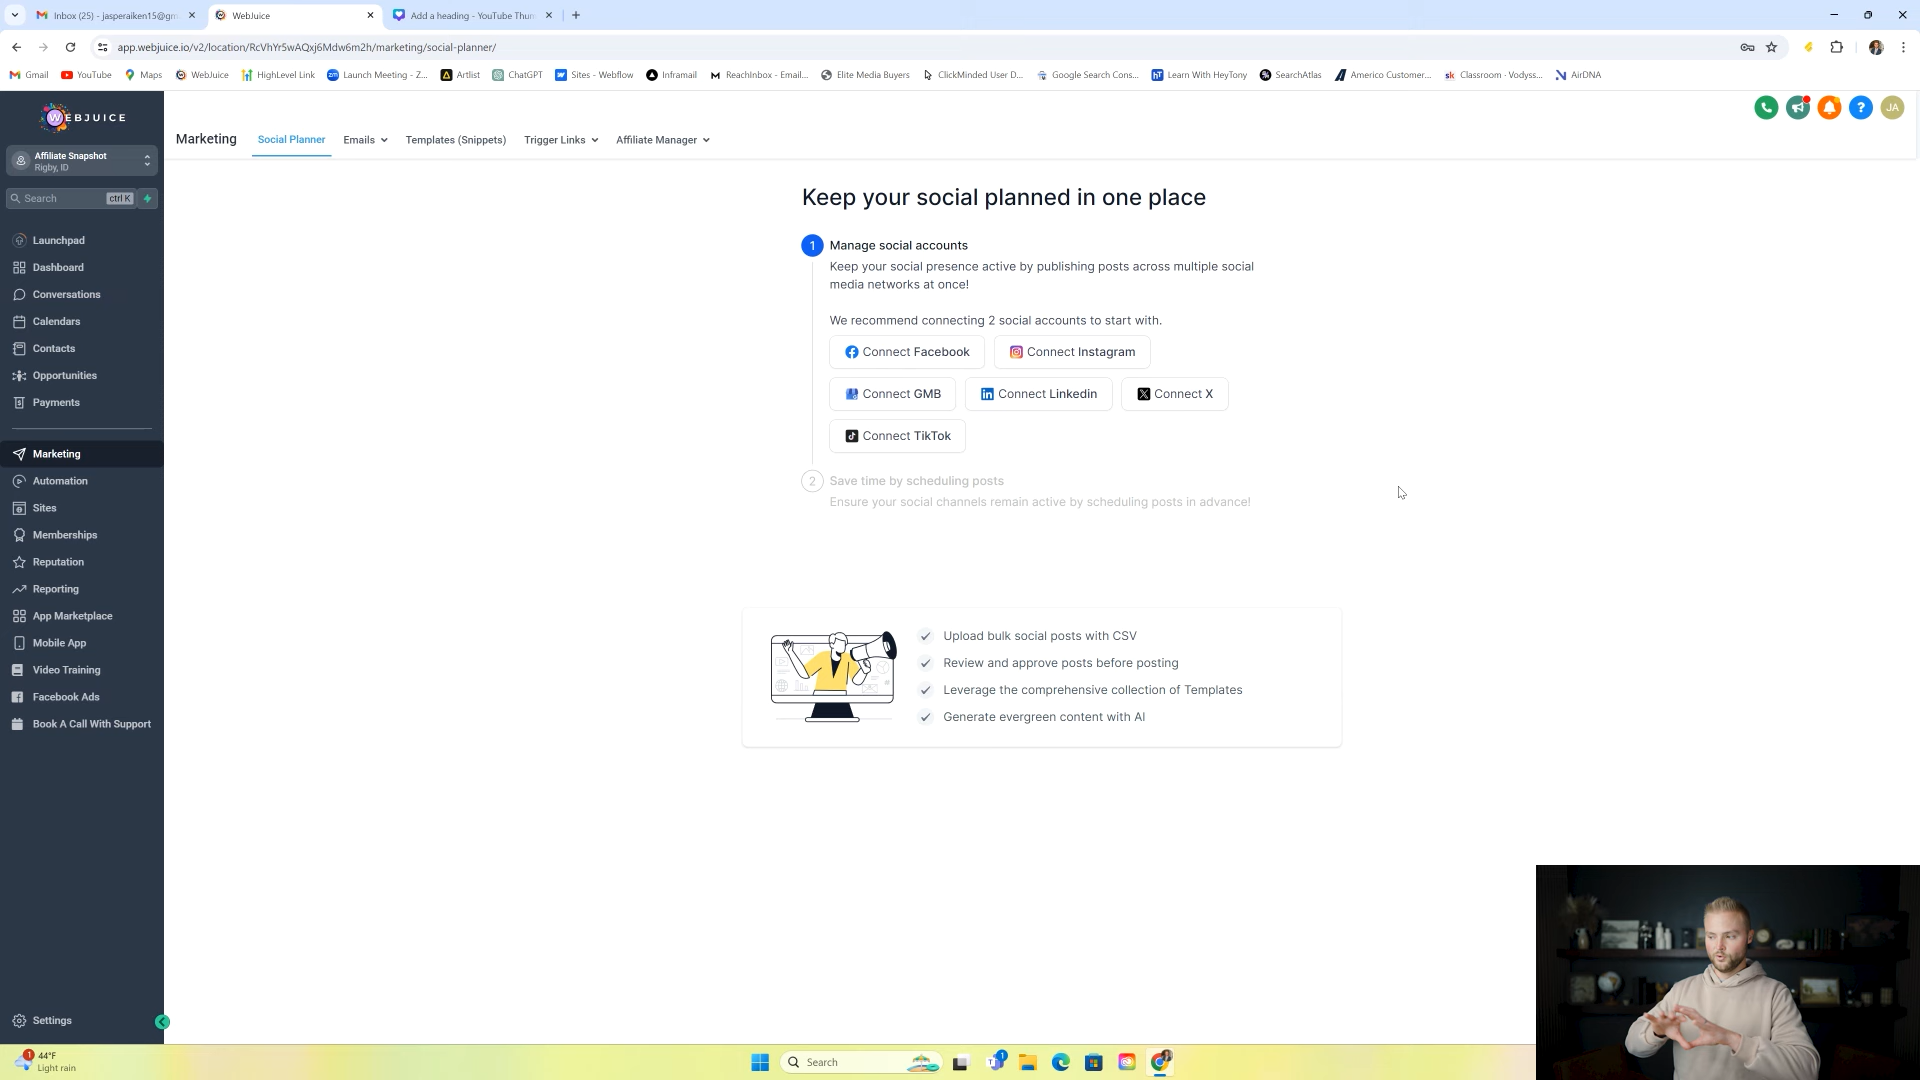 Inbox (25) - jasperaiken15@gm
WebJuice
Add a heading - YouTube Thum
app.webjuice.io/v2/location/RcVhYr5wAQxj6Mdw6m2h/marketing/social-planner/
Gmail
YouTube
Maps
WebJuice
HighLevel Link
Launch Meeting - Z...
Artlist
ChatGPT
Sites - Webflow
Inframail
ReachInbox - Email...
Elite Media Buyers
ClickMinded User D...
Google Search Cons...
Learn With HeyTony
SearchAtlas
Americo Customer...
Classroom · Vodyss...
AirDNA
WEBJUICE
Affiliate Snapshot
Rigby, ID
Search ctrl K
Launchpad
Dashboard
Conversations
Calendars
Contacts
Opportunities
Payments
Marketing
Automation
Sites
Memberships
Reputation
Reporting
App Marketplace
Mobile App
Video Training
Facebook Ads
Book A Call With Support
Settings
Marketing
Social Planner
Emails
Templates (Snippets)
Trigger Links
Affiliate Manager
JA
Keep your social planned in one place
1 Manage social accounts
Keep your social presence active by publishing posts across multiple social
media networks at once!
We recommend connecting 2 social accounts to start with.
Connect Facebook
Connect Instagram
Connect GMB
Connect Linkedin
Connect X
Connect TikTok
2 Save time by scheduling posts
Ensure your social channels remain active by scheduling posts in advance!
Upload bulk social posts with CSV
Review and approve posts before posting
Leverage the comprehensive collection of Templates
Generate evergreen content with AI
1
44°F
Light rain
Search
1